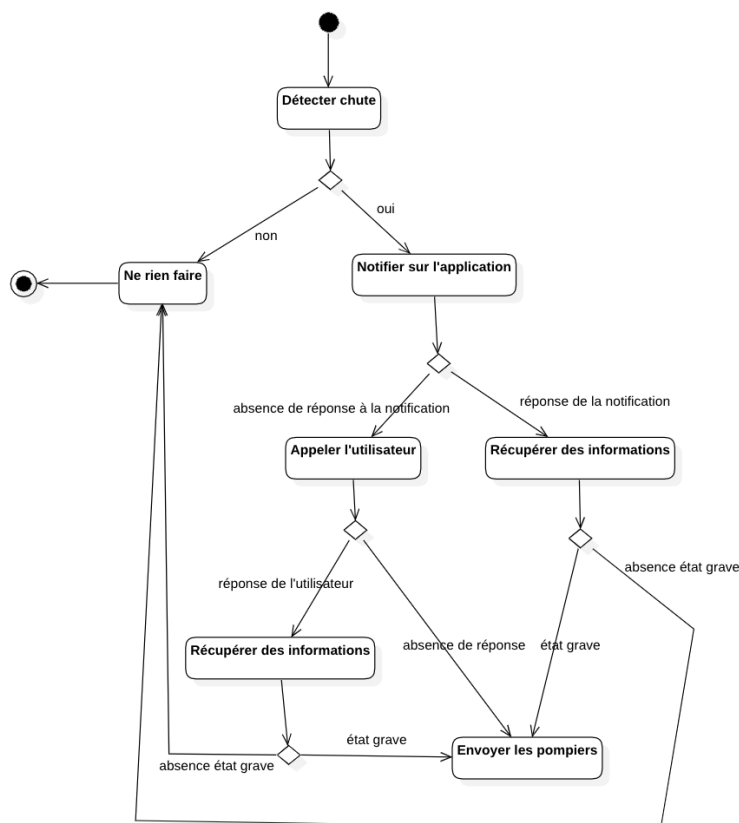 Détecter chute
oui
non
Notifier sur l'application
Ne rien faire
réponse de la notification
absence de réponse à la notification
Appeler l'utilisateur
Récupérer des informations
absence état grave
réponse de l'utilisateur
absence de réponse
état grave
Récupérer des informations
état grave
Envoyer les pompiers
absence état grave